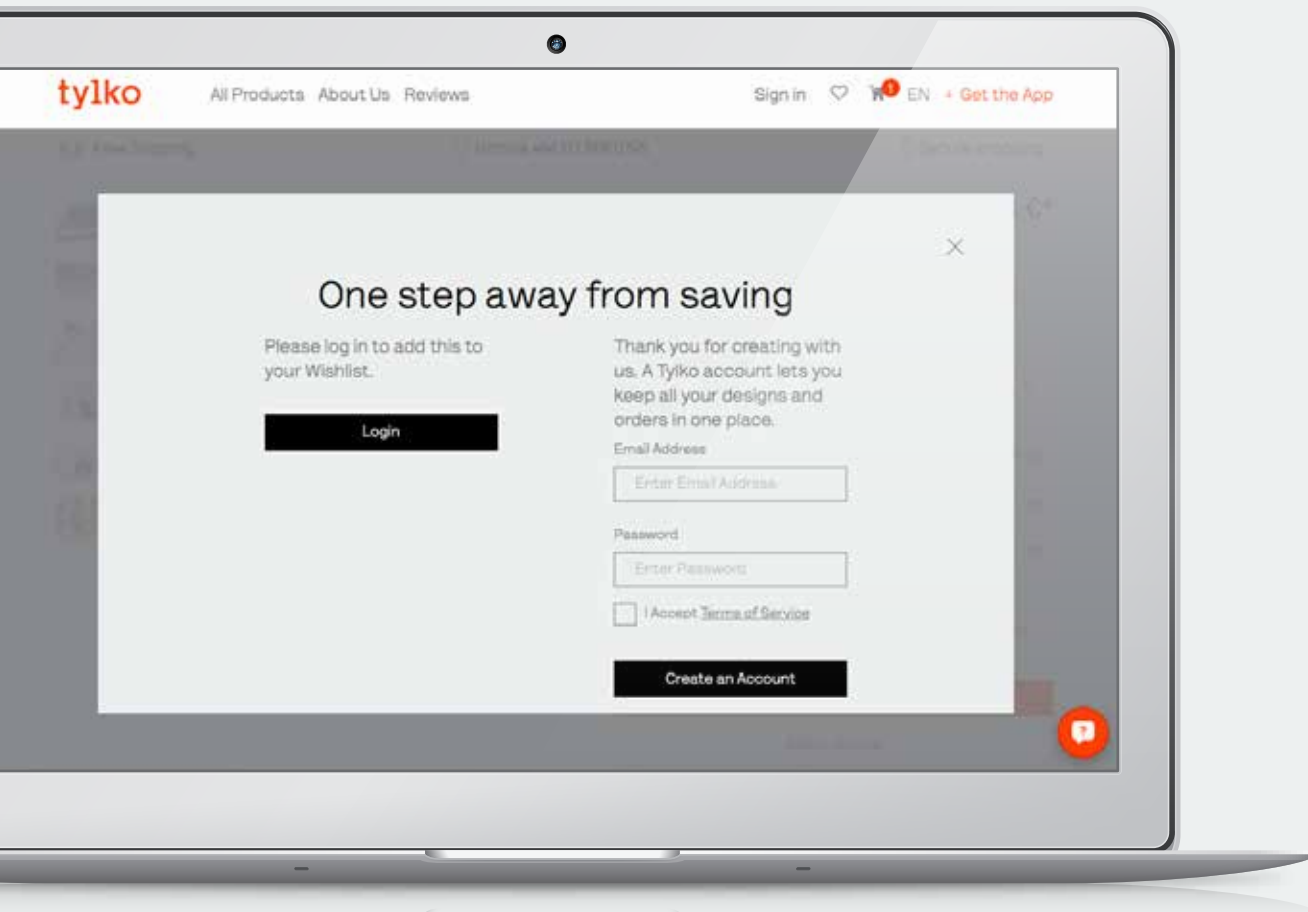 tylko
All Products About Us Reviews
Sign in
1
EN + Get the App
Free Shipping
One step away from saving
Please log in to add this to
your Wishlist.
Login
Thank you for creating with
us. A Tylko account lets you
keep all your designs and
orders in one place.
Email Address
Enter Email Address
Password
Enter Password
I Accept Terms of Service
Create an Account
?